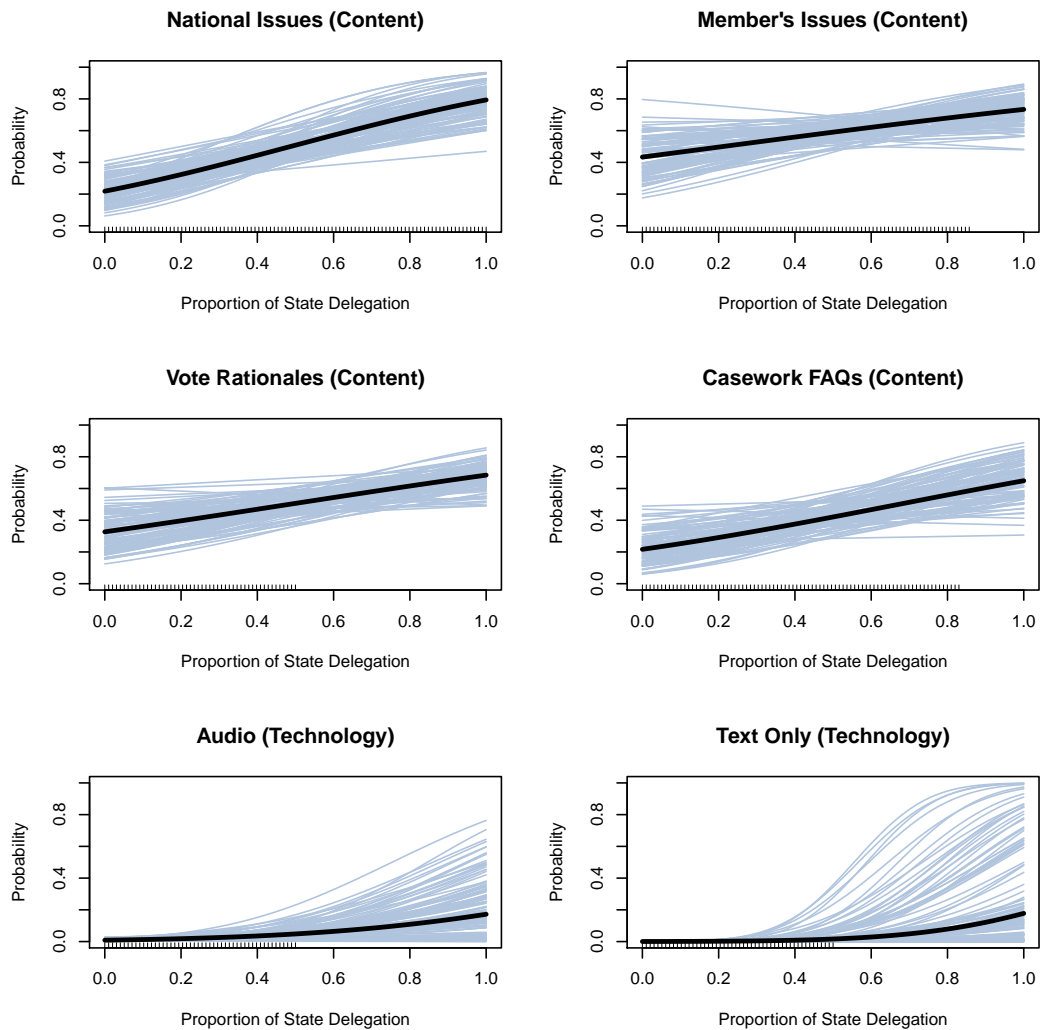 National Issues (Content)
Member's Issues (Content)
Probability
0.0 0.4 0.8
0.0 0.2 0.4 0.6 0.8 1.0
Proportion of State Delegation
Probability
0.0 0.4 0.8
0.0 0.2 0.4 0.6 0.8 1.0
Proportion of State Delegation
Vote Rationales (Content)
Casework FAQs (Content)
Probability
0.0 0.4 0.8
0.0 0.2 0.4 0.6 0.8 1.0
Proportion of State Delegation
Probability
0.0 0.4 0.8
0.0 0.2 0.4 0.6 0.8 1.0
Proportion of State Delegation
Audio (Technology)
Text Only (Technology)
Probability
0.0 0.4 0.8
0.0 0.2 0.4 0.6 0.8 1.0
Proportion of State Delegation
Probability
0.0 0.4 0.8
0.0 0.2 0.4 0.6 0.8 1.0
Proportion of State Delegation